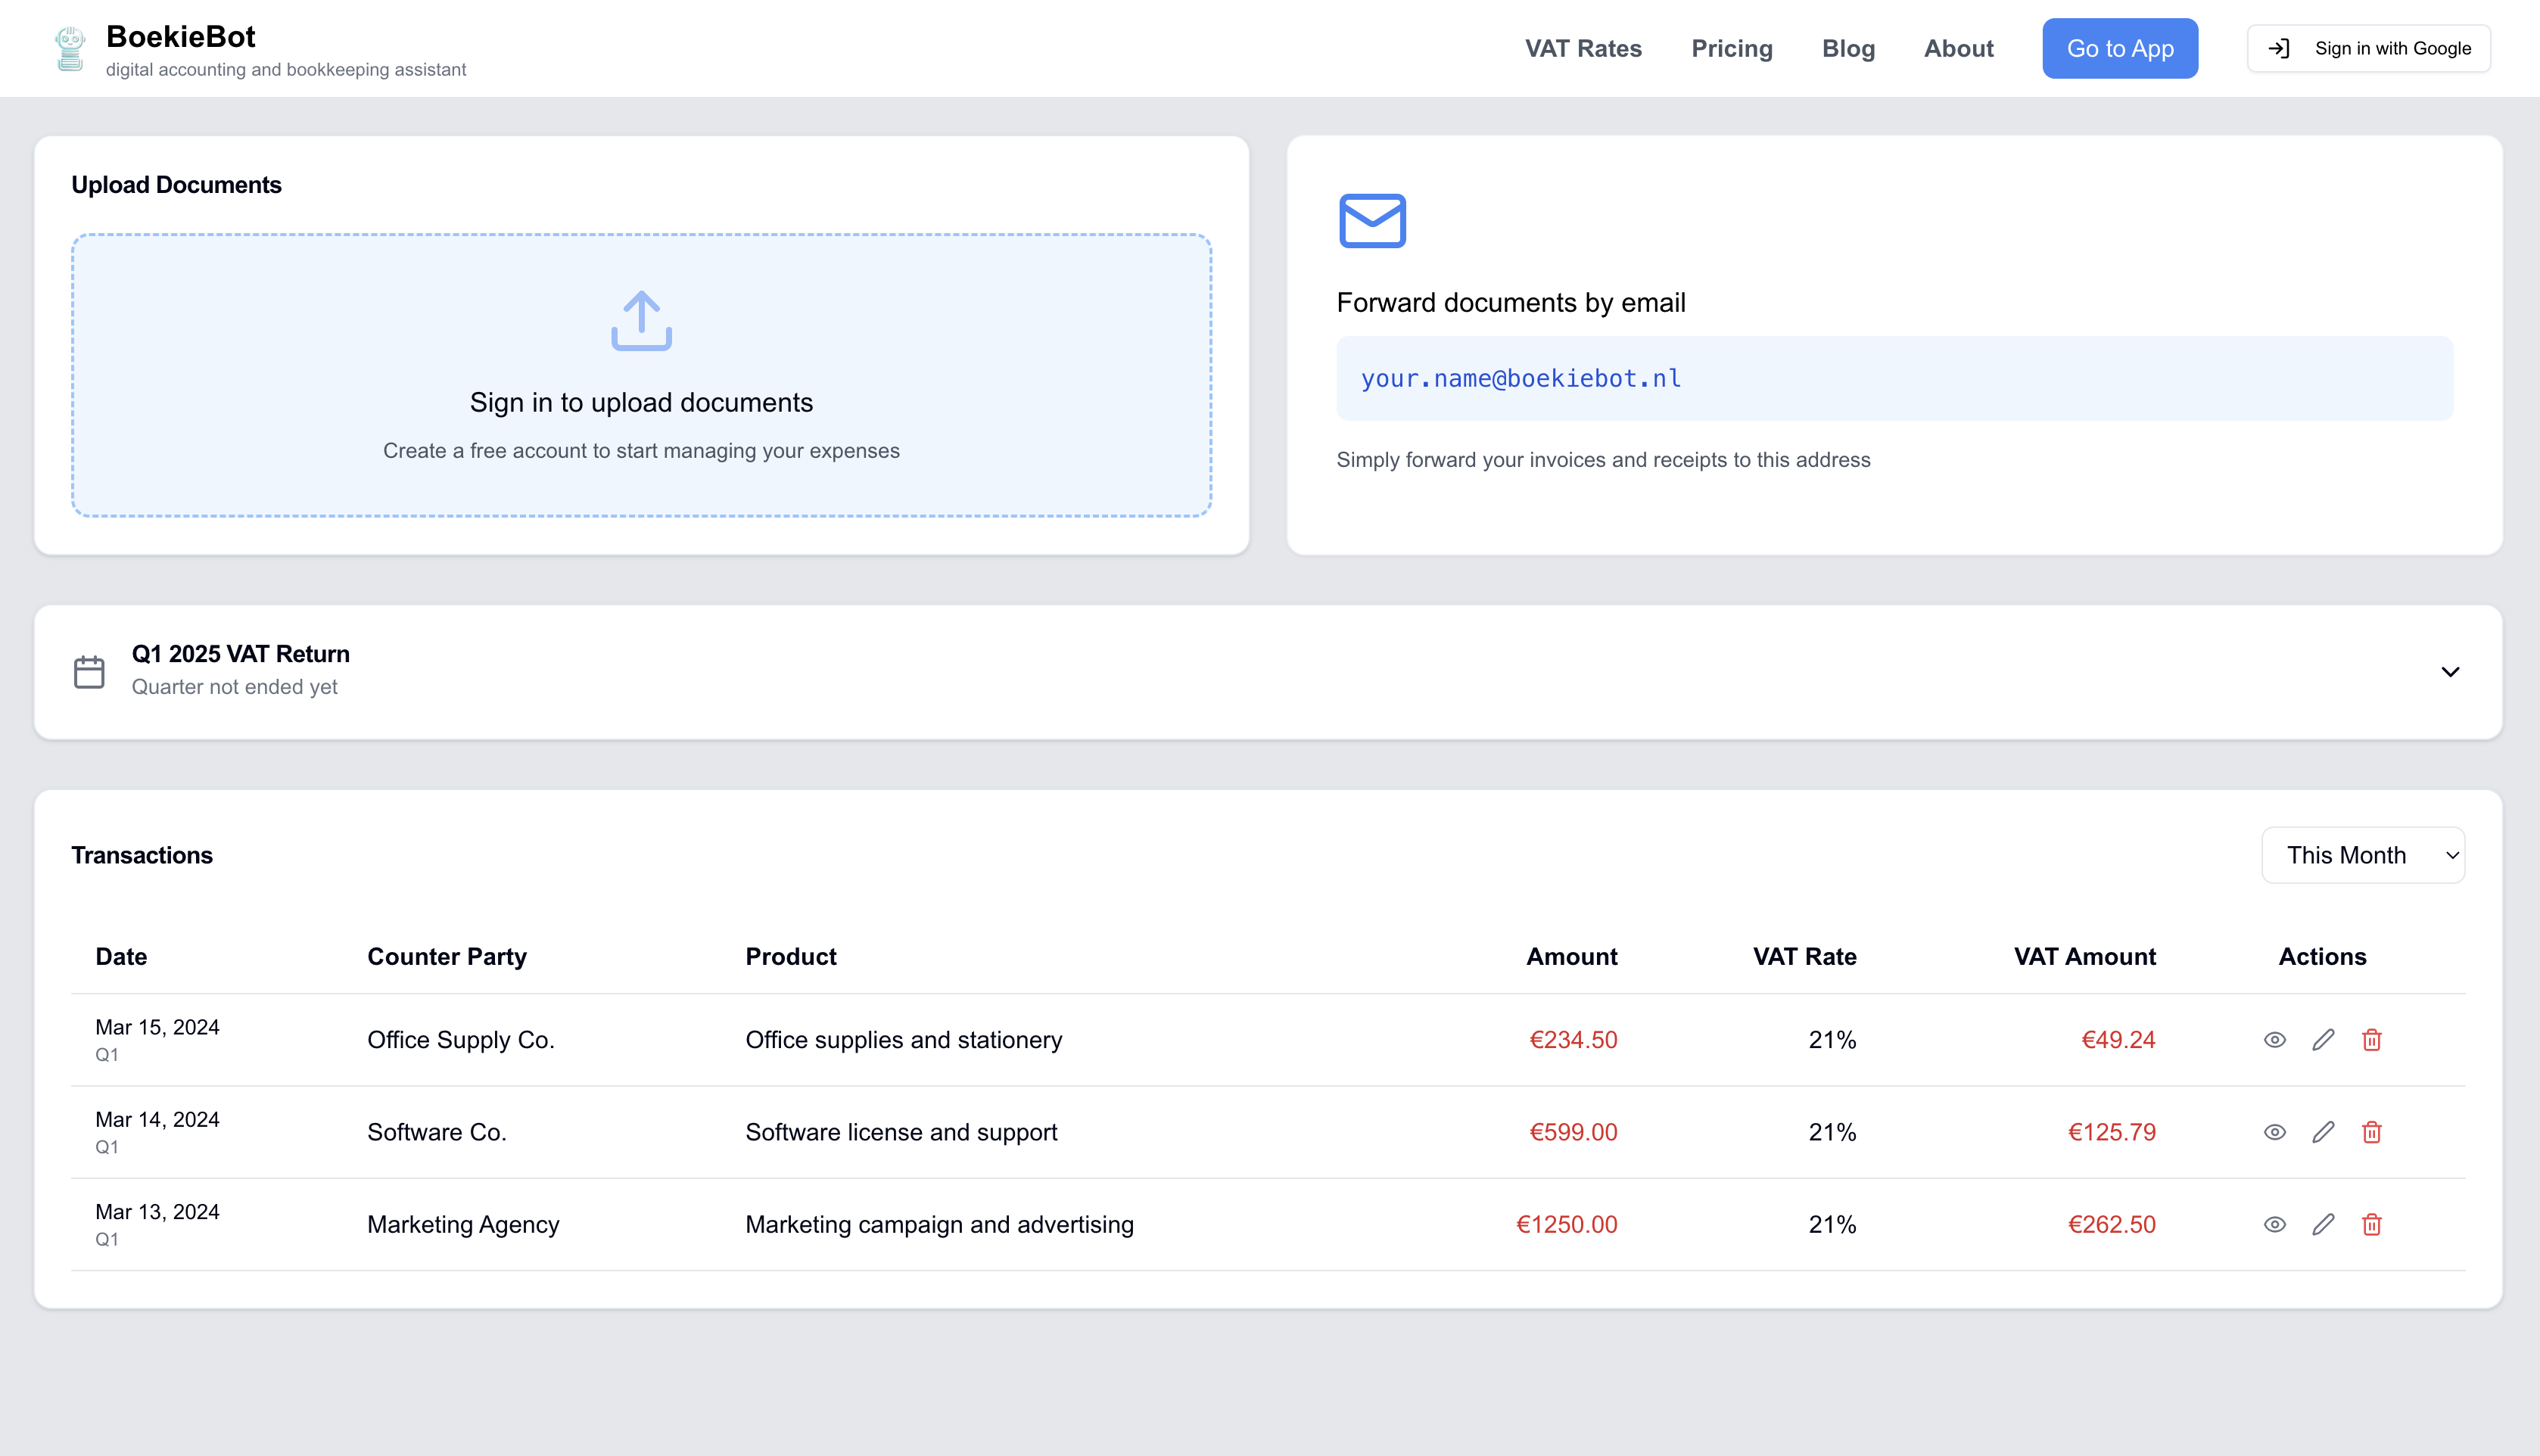 BoekieBot
digital accounting and bookkeeping assistant
VAT Rates
Pricing
Blog
About
Go to App
Sign in with Google
Upload Documents
Sign in to upload documents
Create a free account to start managing your expenses
Forward documents by email
your.name@boekiebot.nl
Simply forward your invoices and receipts to this address
Q1 2025 VAT Return
Quarter not ended yet
Transactions
This Month
Date Counter Party Product Amount VAT Rate VAT Amount Actions
Mar 15, 2024
Q1
Office Supply Co. Office supplies and stationery €234.50 21% €49.24
Mar 14, 2024
Q1
Software Co. Software license and support €599.00 21% €125.79
Mar 13, 2024
Q1
Marketing Agency Marketing campaign and advertising €1250.00 21% €262.50